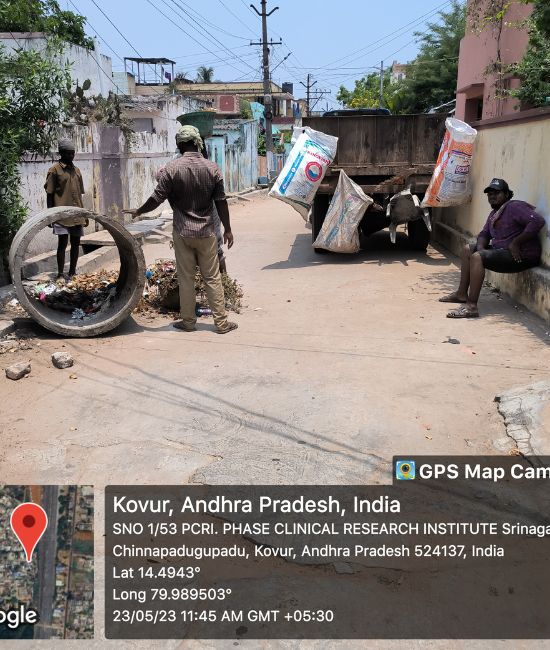 GPS Map Cam
Kovur, Andhra Pradesh, India
SNO 1/53 PCRI. PHASE CLINICAL RESEARCH INSTITUTE Srinaga
Chinnapadugupadu, Kovur, Andhra Pradesh 524137, India
Lat 14.4943°
Long 79.989503°
23/05/23 11:45 AM GMT +05:30
ogle